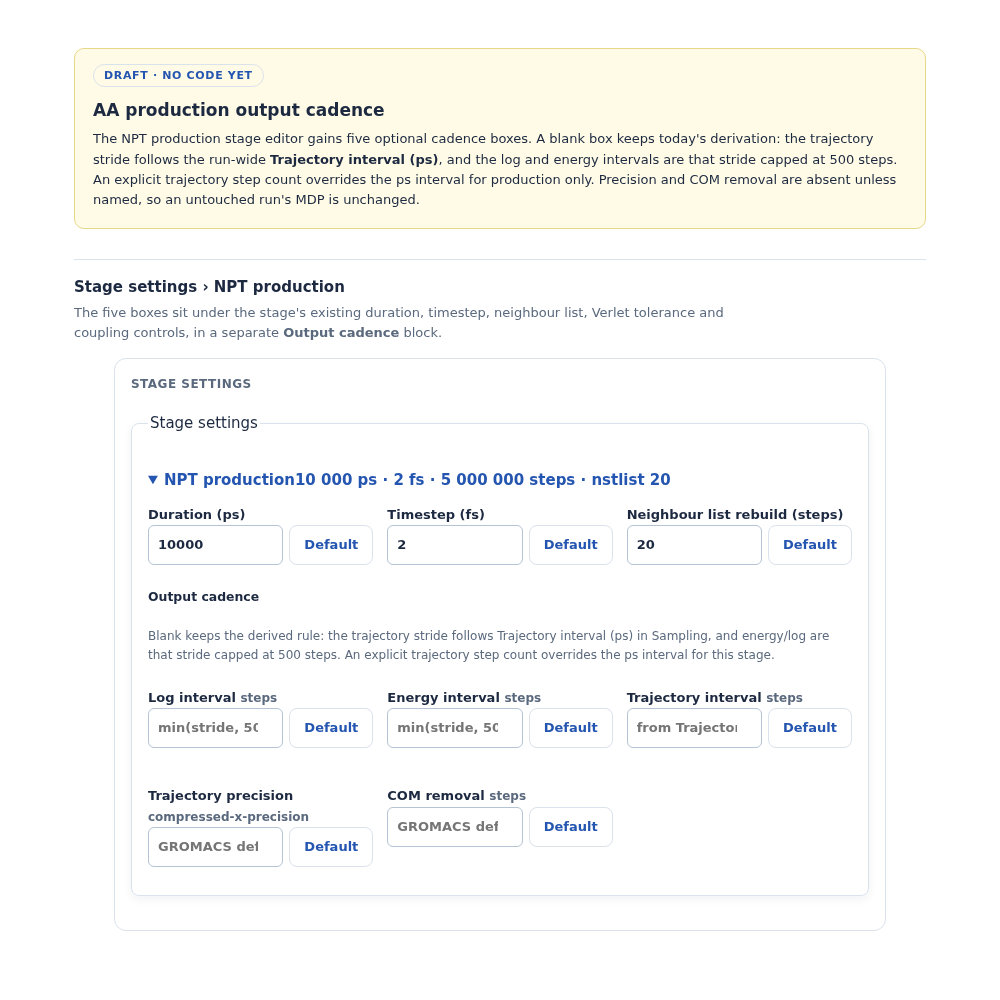 DRAFT · NO CODE YET
AA production output cadence
The NPT production stage editor gains five optional cadence boxes. A blank box keeps today's derivation: the trajectory
stride follows the run-wide Trajectory interval (ps), and the log and energy intervals are that stride capped at 500 steps.
An explicit trajectory step count overrides the ps interval for production only. Precision and COM removal are absent unless
named, so an untouched run's MDP is unchanged.
Stage settings › NPT production
The five boxes sit under the stage's existing duration, timestep, neighbour list, Verlet tolerance and
coupling controls, in a separate Output cadence block.
STAGE SETTINGS
Stage settings
▼ NPT production10 000 ps · 2 fs · 5 000 000 steps · nstlist 20
Duration (ps) Timestep (fs) Neighbour list rebuild (steps)
10000 Default 2 Default 20 Default
Output cadence
Blank keeps the derived rule: the trajectory stride follows Trajectory interval (ps) in Sampling, and energy/log are
that stride capped at 500 steps. An explicit trajectory step count overrides the ps interval for this stage.
Log interval steps Energy interval steps Trajectory interval steps
min(stride, 50 Default min(stride, 50 Default from Trajector Default
Trajectory precision COM removal steps
compressed-x-precision
GROMACS def Default GROMACS def Default